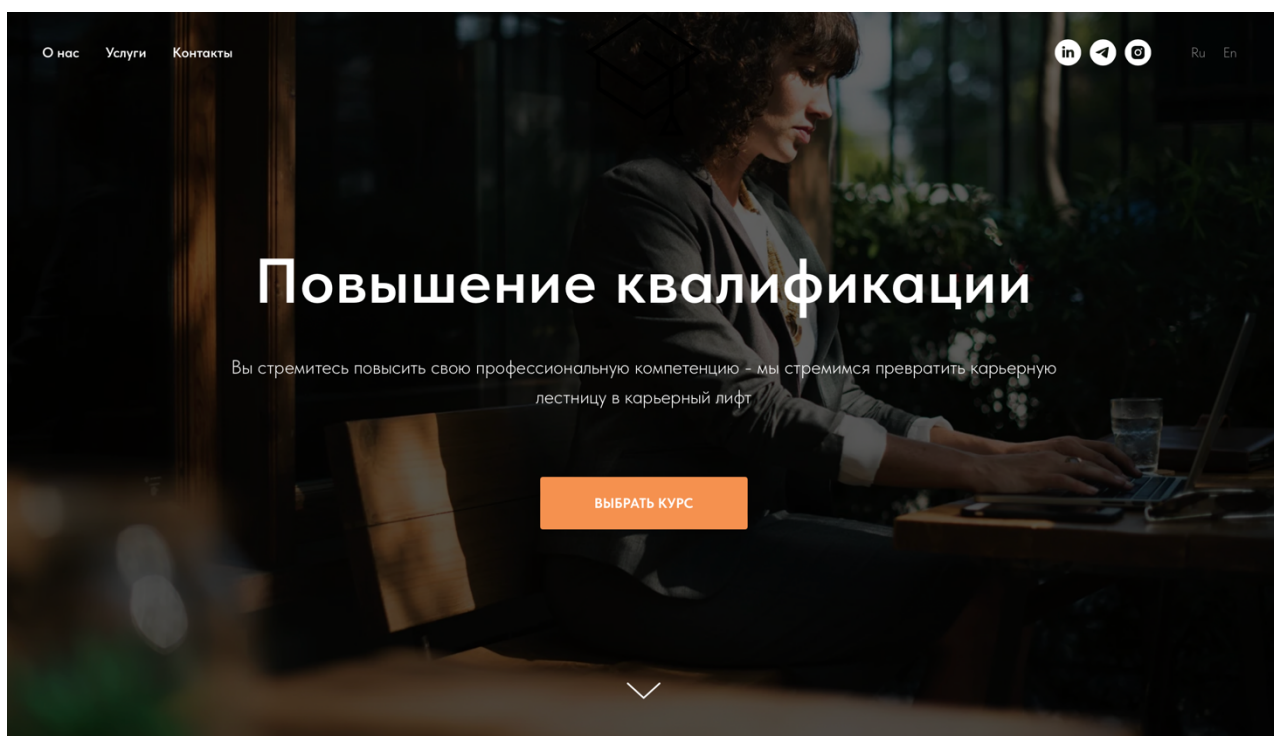 О нас Услуги Контакты in Ru En
Повышение квалификации
Вы стремитесь повысить свою профессиональную компетенцию - мы стремимся превратить карьерную
лестницу в карьерный лифт
ВЫБРАТЬ КУРС